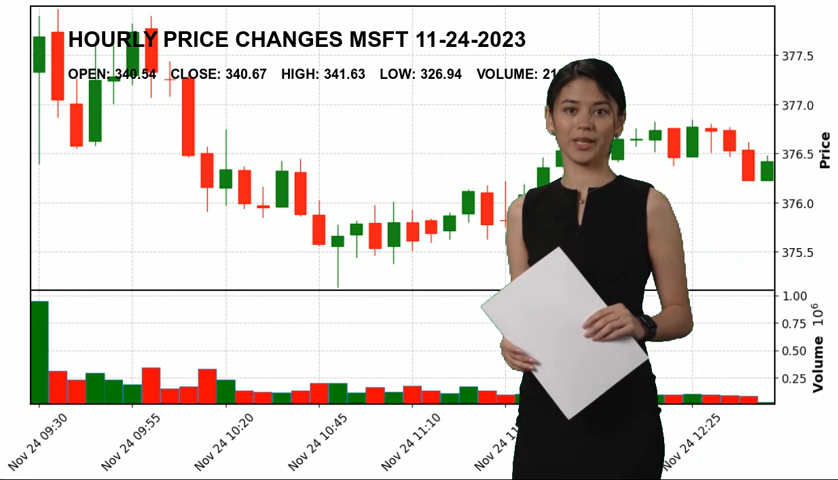 HOURLY PRICE CHANGES MSFT 11-24-2023
OPEN: 340.54 CLOSE: 340.67 HIGH: 341.63 LOW: 326.94 VOLUME:
377.5
377.0
376.5
376.0
375.5
Price
1.00
0.75
0.50
0.25
Volume 10⁶
Nov 24 09:30
Nov 24 09:55
Nov 24 10:20
Nov 24 10:45
Nov 24 11:10
Nov 24
Nov 24 12:25